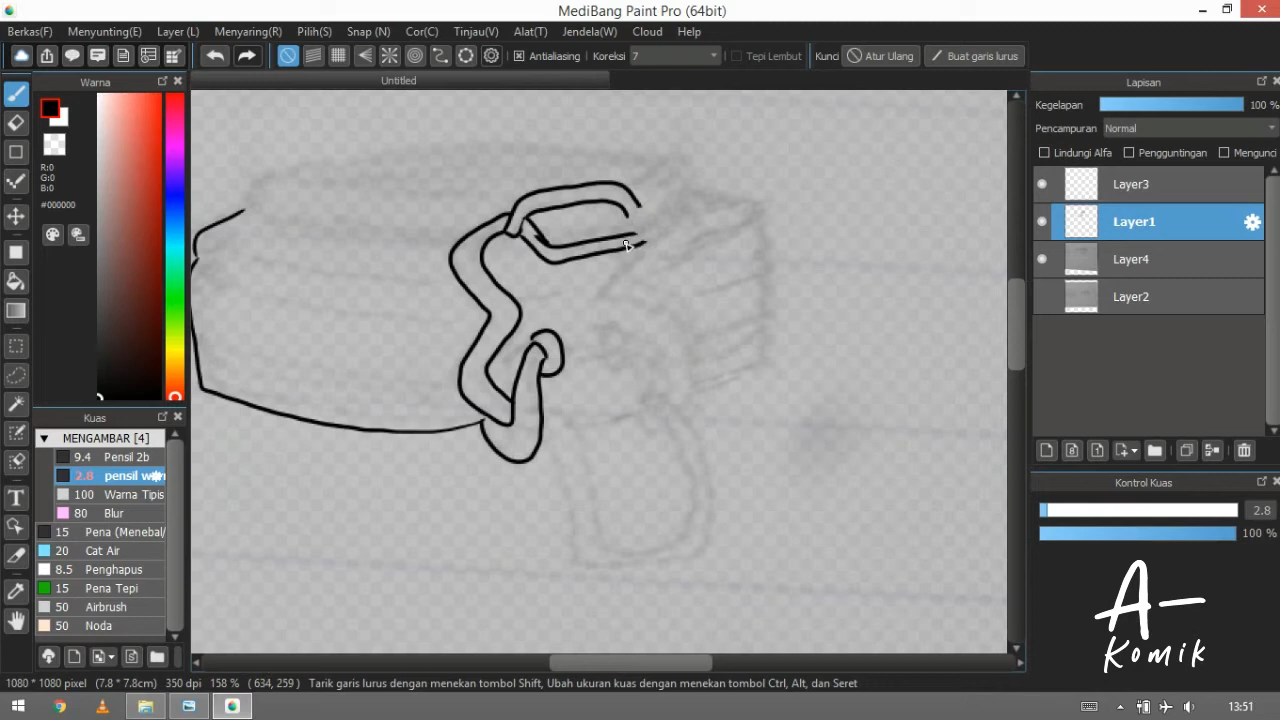 MediBang Paint Pro (64bit)
Berkas(F) Menyunting(E) Layer (L) Menyaring(R) Pilih(S) Snap (N) Cor(C) Tinjau(V) Alat(T) Jendela(W) Cloud Help
Antialiasing Koreksi 7 Tepi Lembut Kunci Atur Ulang Buat garis lurus
Warna
Untitled
Lapisan
Kegelapan 100 %
Pencampuran Normal
Lindungi Alfa Pengguntingan Mengunci
R:0
G:0
B:0
#000000
Layer3
Layer1
Layer4
Layer2
Kuas
MENGAMBAR [4]
9.4 Pensil 2b
2.8 pensil
100 Warna Tipis
80 Blur
15 Pena (Menebal/
20 Cat Air
8.5 Penghapus
15 Pena Tepi
50 Airbrush
50 Noda
Kontrol Kuas
2.8
100 %
A-
Komik
1080 * 1080 pixel (7.8 * 7.8cm) 350 dpi 158 % ( 634, 259 ) Tarik garis lurus dengan menekan tombol Shift, Ubah ukuran kuas dengan menekan tombol Ctrl, Alt, dan Seret
13:51